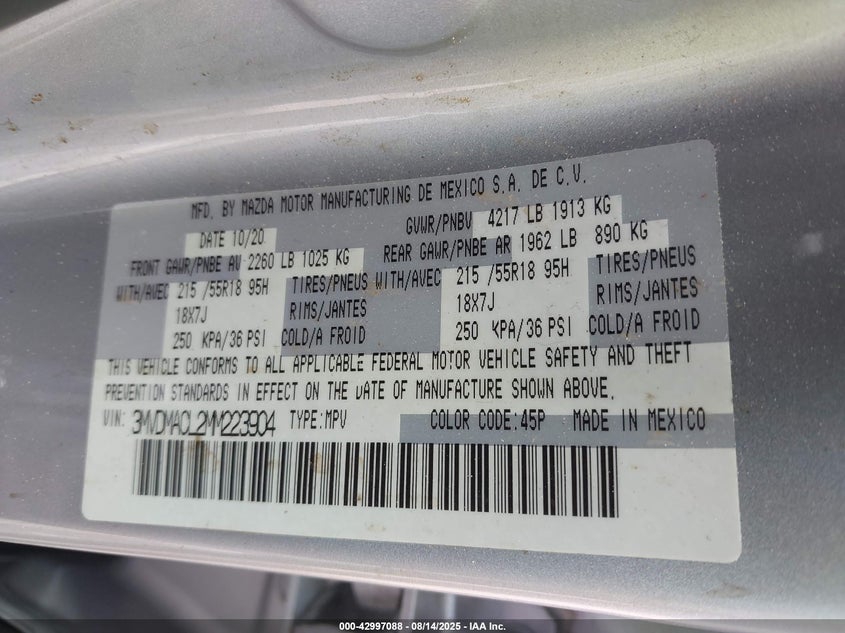 MFD. BY MAZDA MOTOR MANUFACTURING DE MEXICO S.A. DE C.V.
DATE 10/20 GVWR/PNBV 4217 LB 1913 KG
FRONT GAWR/PNBE AV 2260 LB 1025 KG REAR GAWR/PNBE AR 1962 LB 890 KG
WITH/AVEC 215 /55R18 95H TIRES/PNEUS WITH/AVEC 215 /55R18 95H TIRES/PNEUS
18X7J RIMS/JANTES 18X7J RIMS/JANTES
250 KPA/36 PSI COLD/A FROID 250 KPA/36 PSI COLD/A FROID
THIS VEHICLE CONFORMS TO ALL APPLICABLE FEDERAL MOTOR VEHICLE SAFETY AND THEFT
PREVENTION STANDARDS IN EFFECT ON THE DATE OF MANUFACTURE SHOWN ABOVE.
VIN: 3MVDMACL2MM223904 TYPE:MPV COLOR CODE:45P MADE IN MEXICO
000-42997088 - 08/14/2025 - IAA Inc.